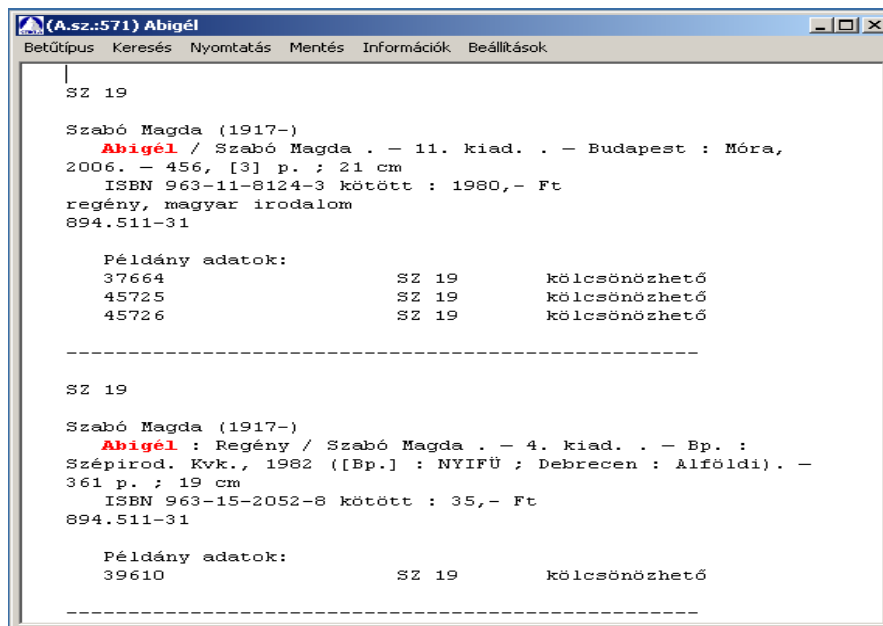 (A.sz.:571) Abigél
Betűtípus Keresés Nyomtatás Mentés Információk Beállítások
SZ 19
Szabó Magda (1917-)
Abigél / Szabó Magda . — 11. kiad. . — Budapest : Móra,
2006. — 456, [3] p. ; 21 cm
ISBN 963-11-8124-3 kötött : 1980,- Ft
regény, magyar irodalom
894.511-31
Példány adatok:
37664 SZ 19 kölcsönözhető
45725 SZ 19 kölcsönözhető
45726 SZ 19 kölcsönözhető
---------------------------------------------------
SZ 19
Szabó Magda (1917-)
Abigél : Regény / Szabó Magda . — 4. kiad. . — Bp. :
Szépirod. Kvk., 1982 ([Bp.] : NYIFÜ ; Debrecen : Alföldi). —
361 p. ; 19 cm
ISBN 963-15-2052-8 kötött : 35,- Ft
894.511-31
Példány adatok:
39610 SZ 19 kölcsönözhető
---------------------------------------------------